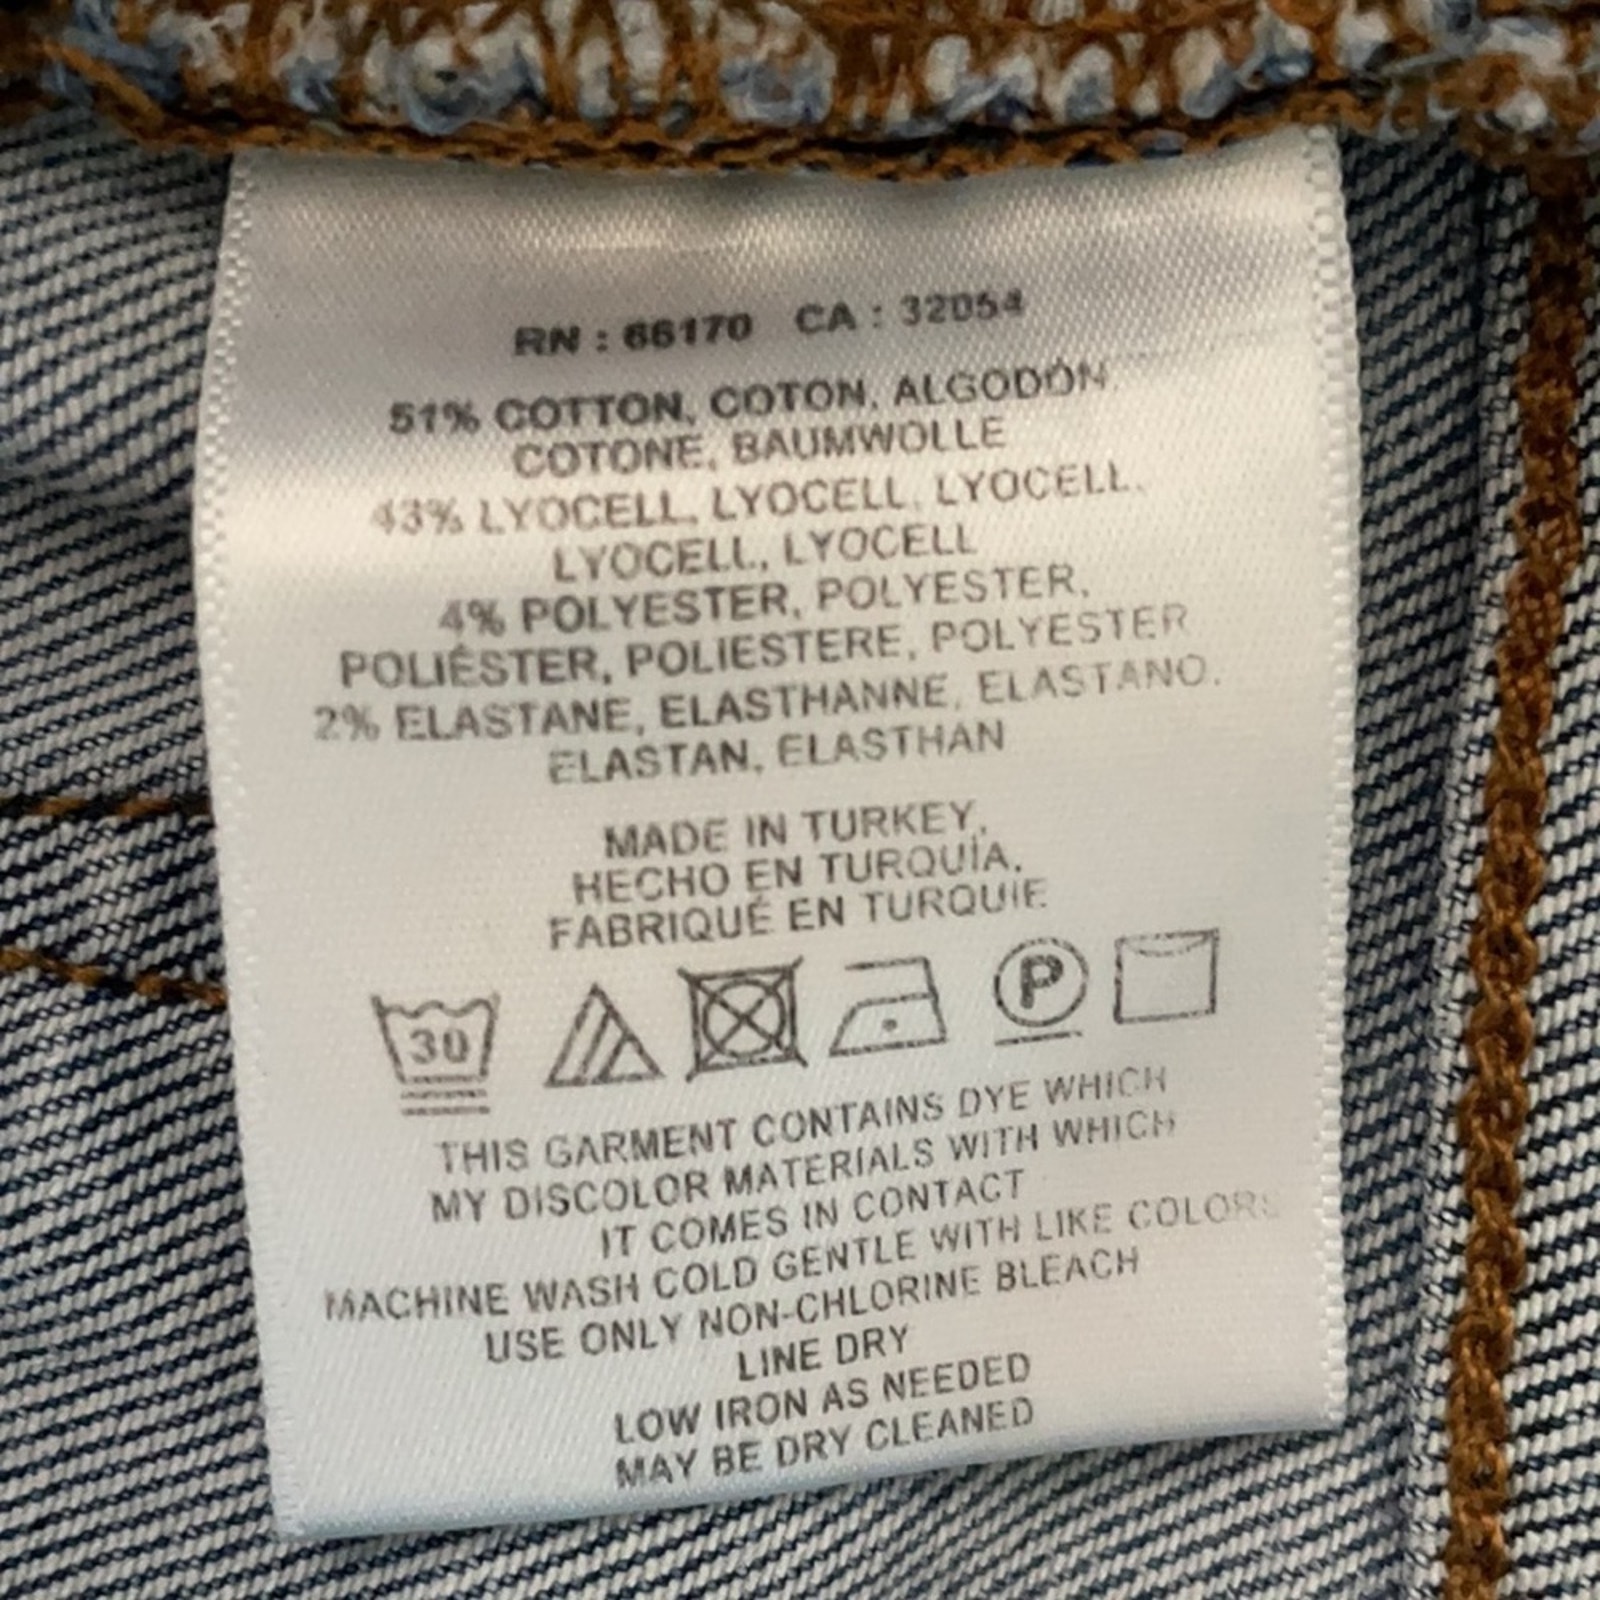 RN : 66170 CA : 32054
51% COTTON, COTON, ALGODÓN,
COTONE, BAUMWOLLE
43% LYOCELL, LYOCELL, LYOCELL,
LYOCELL, LYOCELL
4% POLYESTER, POLYESTER,
POLIÉSTER, POLIESTERE, POLYESTER
2% ELASTANE, ELASTHANNE, ELASTANO,
ELASTAN, ELASTHAN
MADE IN TURKEY,
HECHO EN TURQUÍA,
FABRIQUÉ EN TURQUIE
30 P
THIS GARMENT CONTAINS DYE WHICH
MY DISCOLOR MATERIALS WITH WHICH
IT COMES IN CONTACT
MACHINE WASH COLD GENTLE WITH LIKE COLORS
USE ONLY NON-CHLORINE BLEACH
LINE DRY
LOW IRON AS NEEDED
MAY BE DRY CLEANED